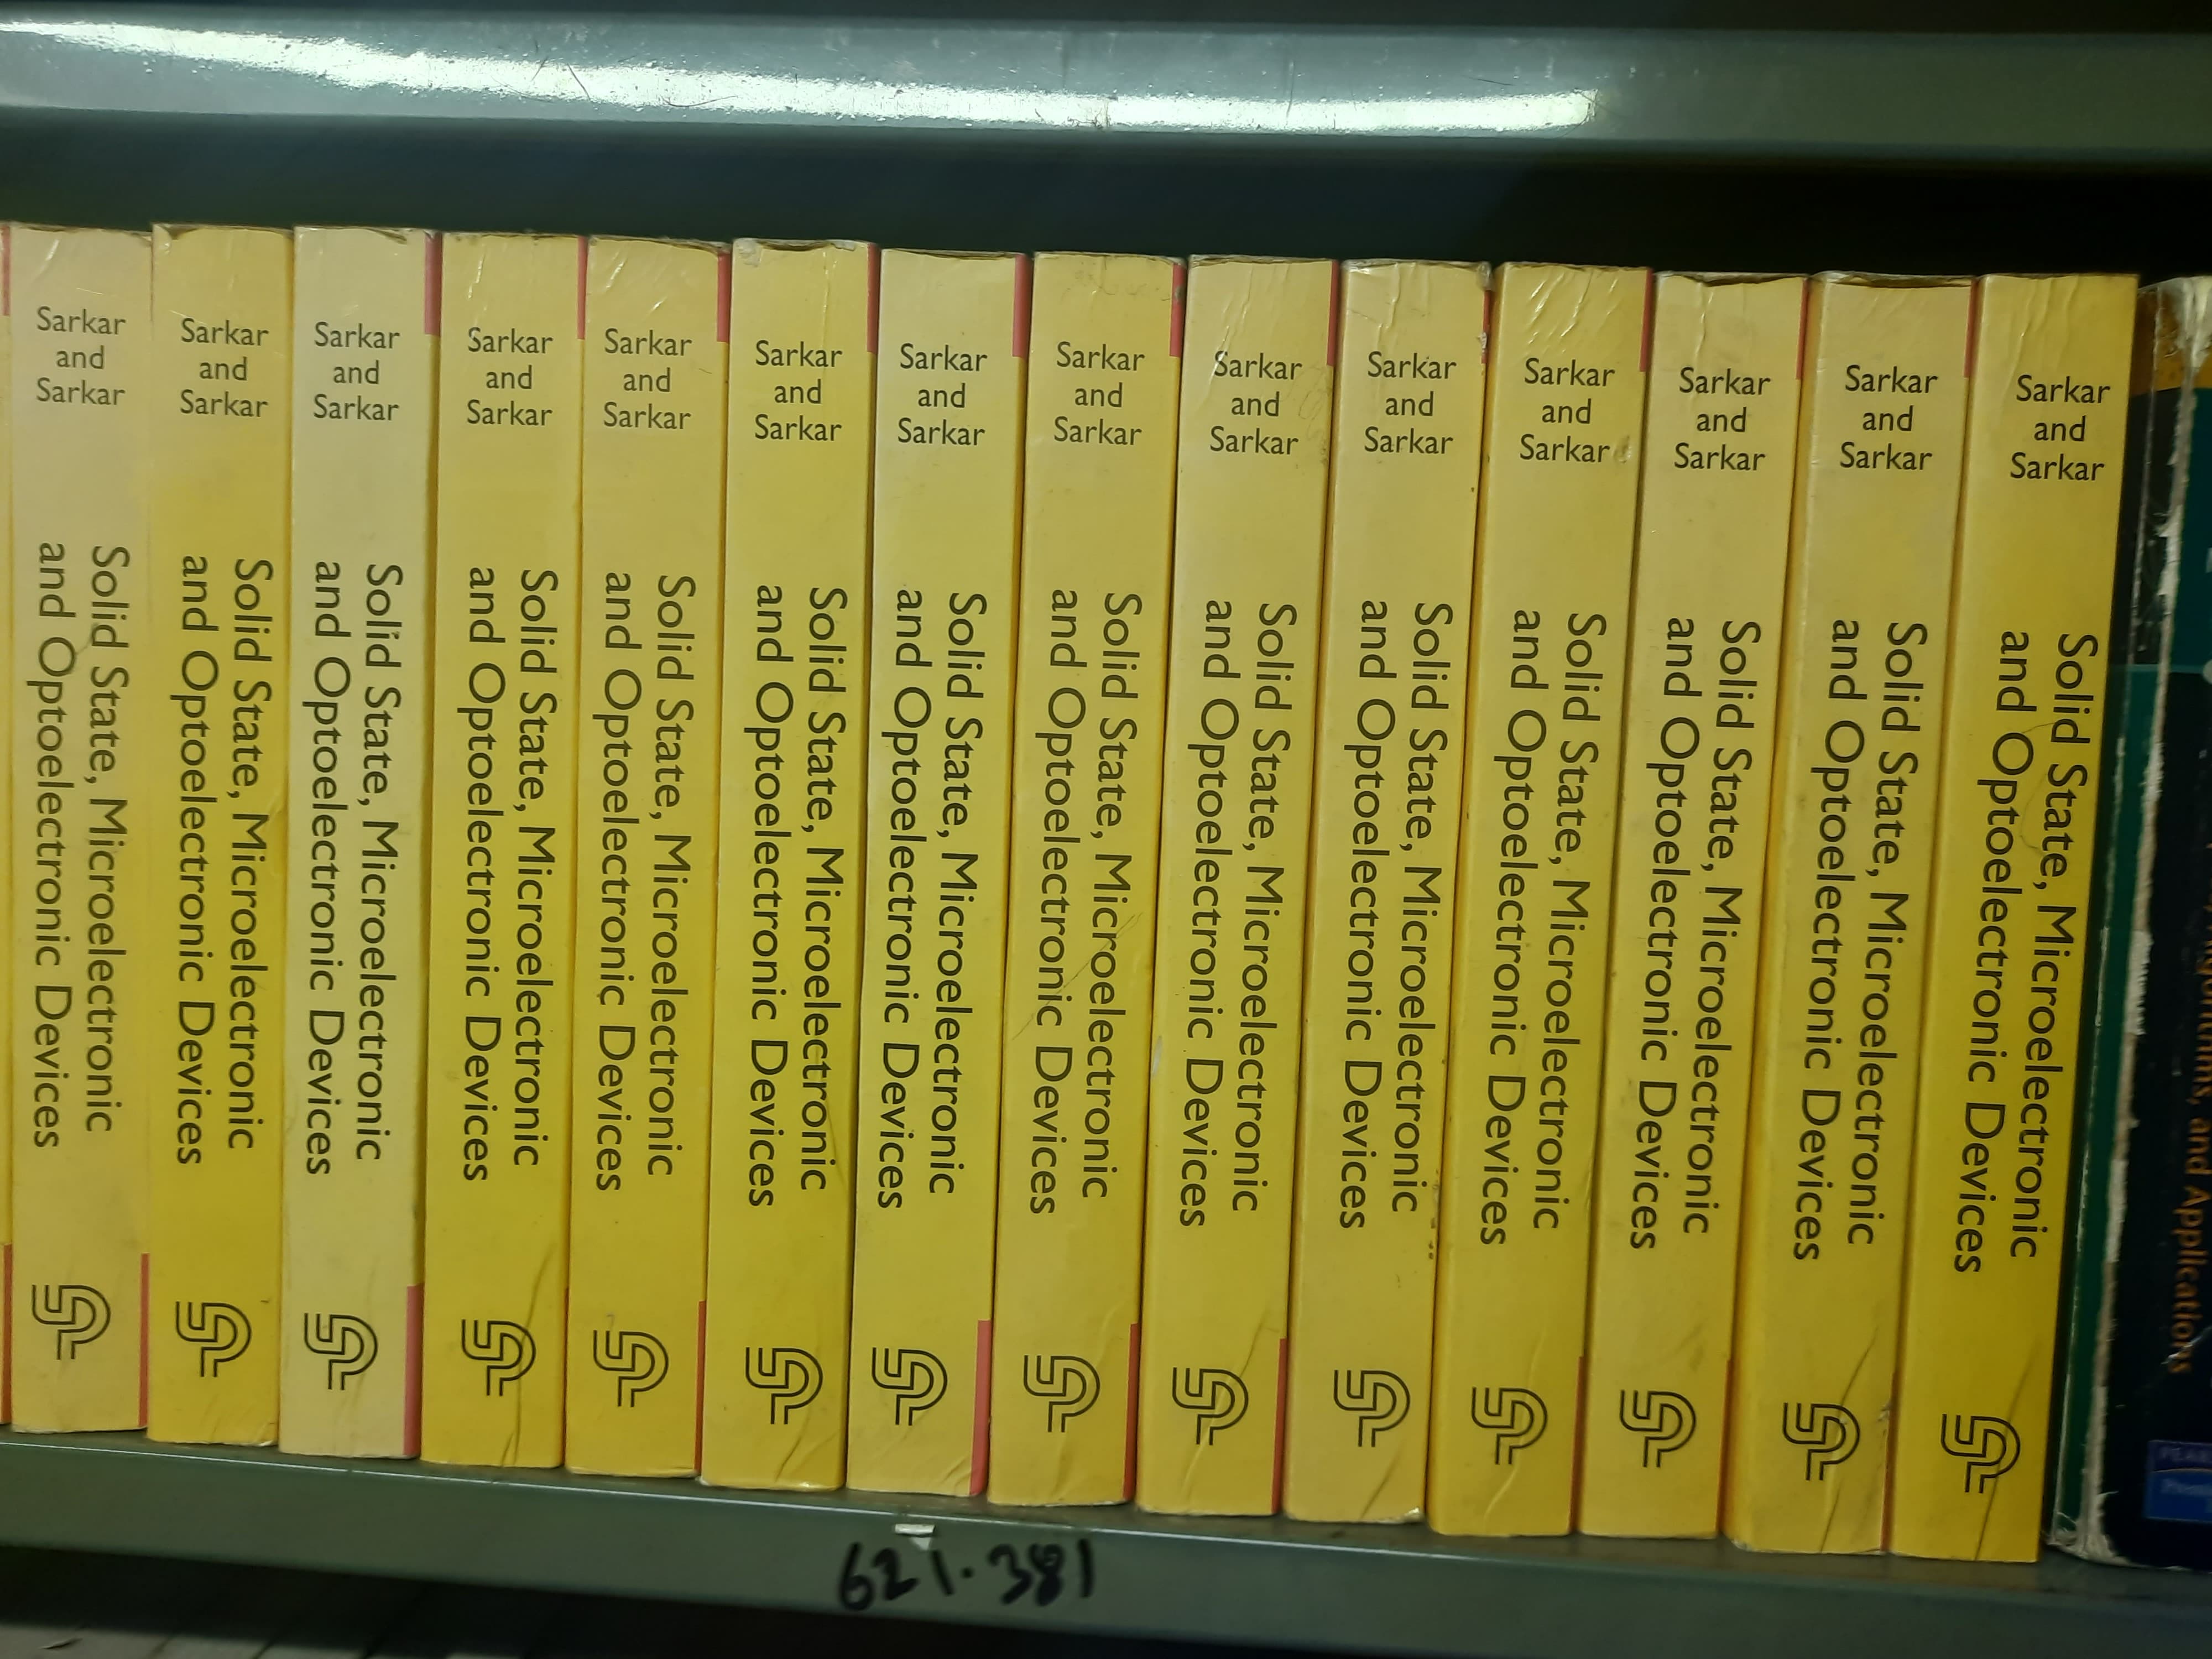 Sarkar
and
Sarkar
Solid State, Microelectronic
and Optoelectronic Devices
Sarkar
and
Sarkar
Solid State, Microelectronic
and Optoelectronic Devices
Sarkar
and
Sarkar
Solid State, Microelectronic
and Optoelectronic Devices
Sarkar
and
Sarkar
Solid State, Microelectronic
and Optoelectronic Devices
Sarkar
and
Sarkar
Solid State, Microelectronic
and Optoelectronic Devices
Sarkar
and
Sarkar
Solid State, Microelectronic
and Optoelectronic Devices
Sarkar
and
Sarkar
Solid State, Microelectronic
and Optoelectronic Devices
Sarkar
and
Sarkar
Solid State, Microelectronic
and Optoelectronic Devices
Sarkar
and
Sarkar
Solid State, Microelectronic
and Optoelectronic Devices
Sarkar
and
Sarkar
Solid State, Microelectronic
and Optoelectronic Devices
Sarkar
and
Sarkar
Solid State, Microelectronic
and Optoelectronic Devices
Sarkar
and
Sarkar
Solid State, Microelectronic
and Optoelectronic Devices
Sarkar
and
Sarkar
Solid State, Microelectronic
and Optoelectronic Devices
Sarkar
and
Sarkar
Solid State, Microelectronic
and Optoelectronic Devices
and Applications
621.381